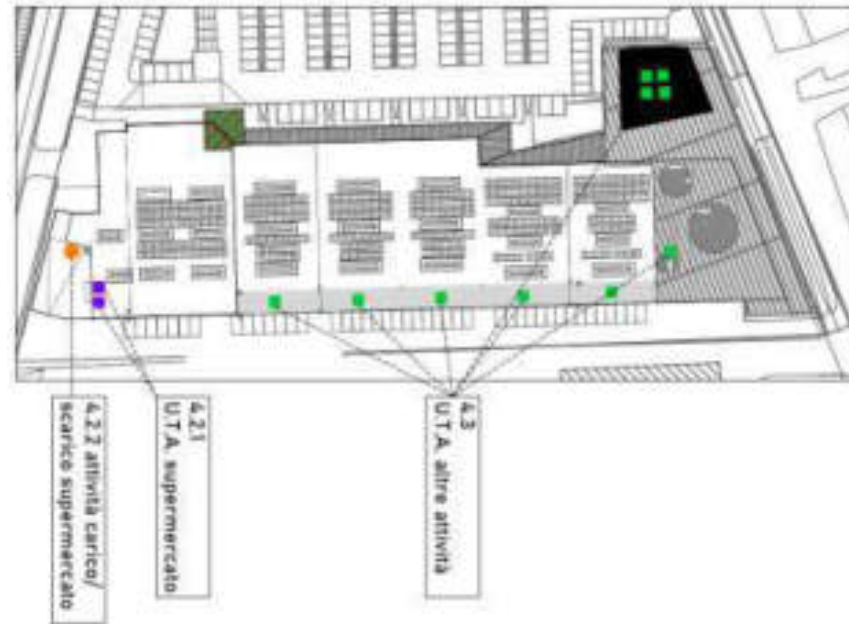 4.2.2 attività carico/
scarico supermercato
4.2.1
U.T.A. supermercato
4.3
U.T.A. altre attività